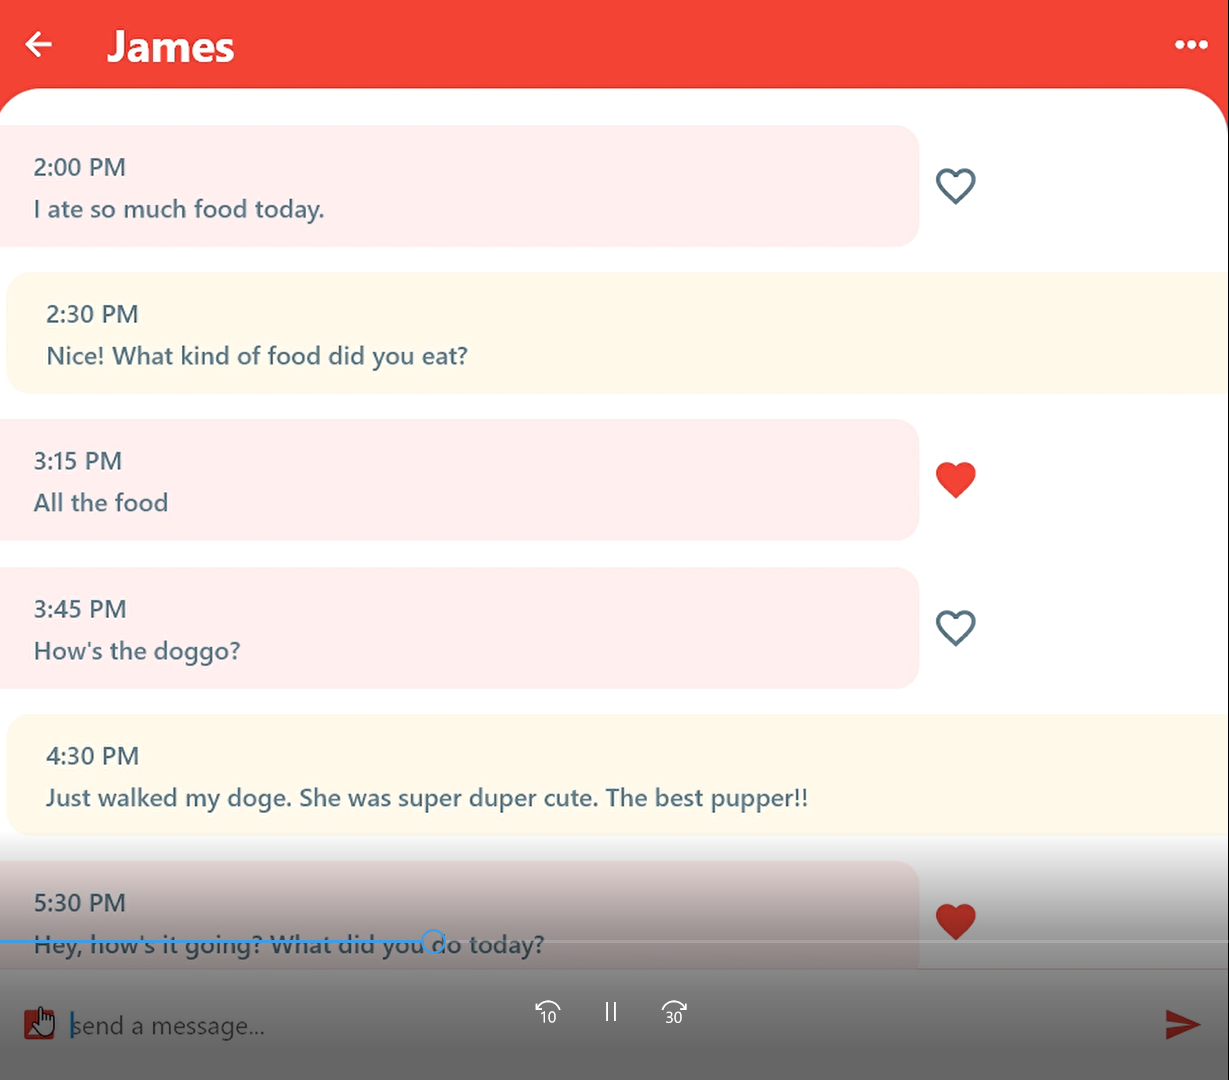 James
2:00 PM
I ate so much food today.
2:30 PM
Nice! What kind of food did you eat?
3:15 PM
All the food
3:45 PM
How's the doggo?
4:30 PM
Just walked my doge. She was super duper cute. The best pupper!!
5:30 PM
Hey, how's it going? What did you do today?
10
30
send a message...